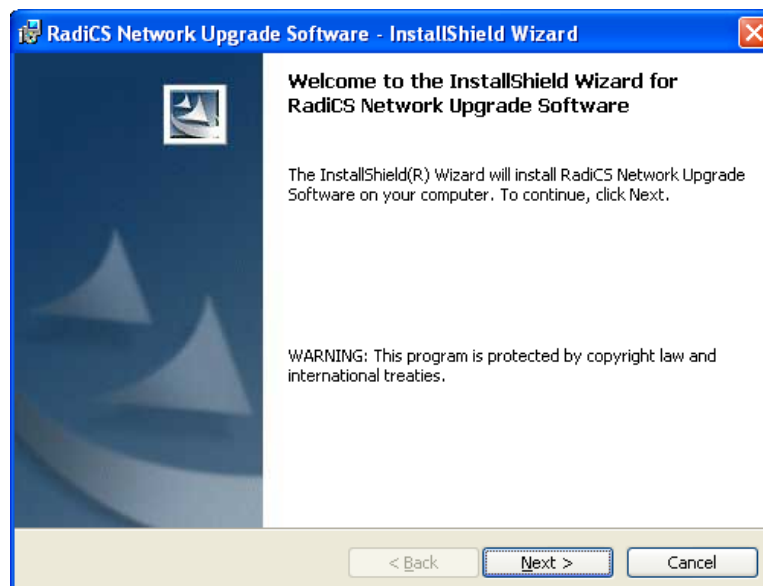 RadiCS Network Upgrade Software - InstallShield Wizard
Welcome to the InstallShield Wizard for
RadiCS Network Upgrade Software
The InstallShield(R) Wizard will install RadiCS Network Upgrade
Software on your computer. To continue, click Next.
WARNING: This program is protected by copyright law and
international treaties.
< Back
Next >
Cancel